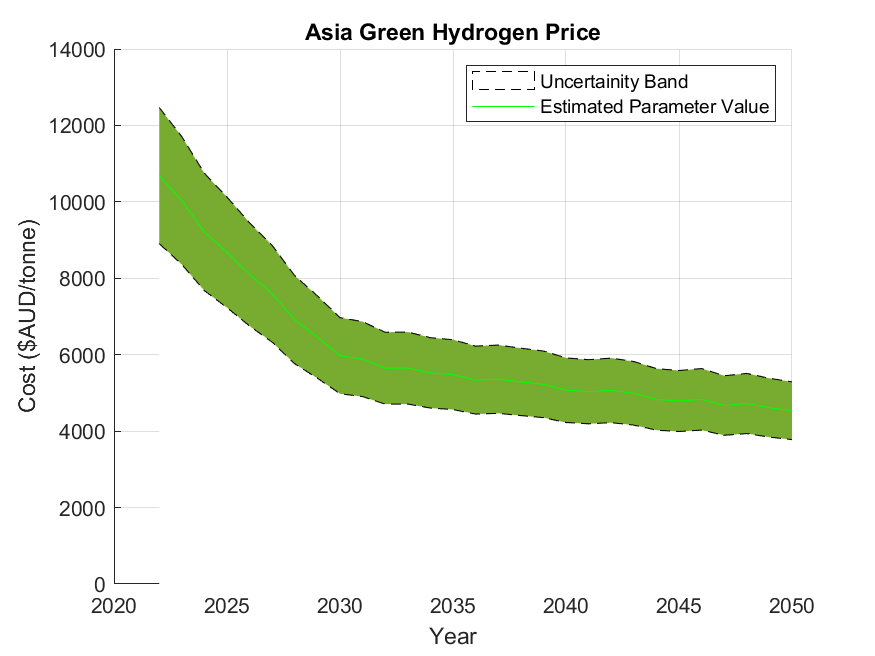 Asia Green Hydrogen Price
14000
12000
10000
8000
6000
4000
2000
0
Cost ($AUD/tonne)
Uncertainity Band
Estimated Parameter Value
2020 2025 2030 2035 2040 2045 2050
Year